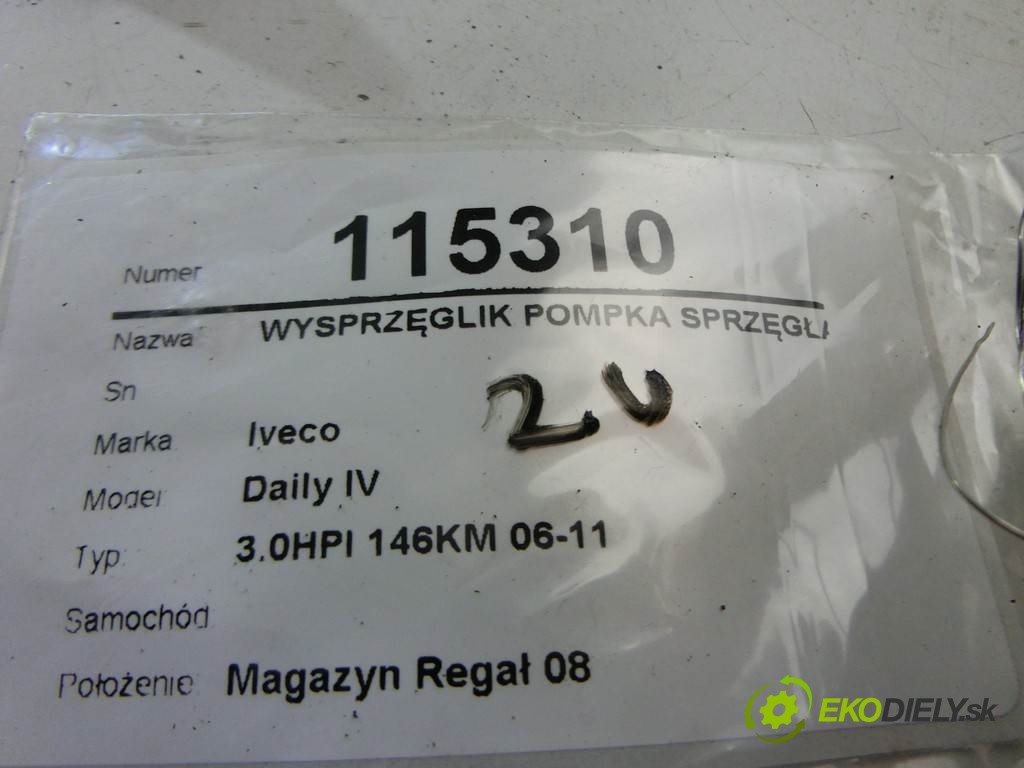 Numer 115310
Nazwa WYSPRZĘGLIK POMPKA SPRZĘGŁA
Sn
Marka Iveco
20
Model Daily IV
Typ 3.0HPI 146KM 06-11
Samochód
Położenie Magazyn Regał 08
EKODIELY.sk